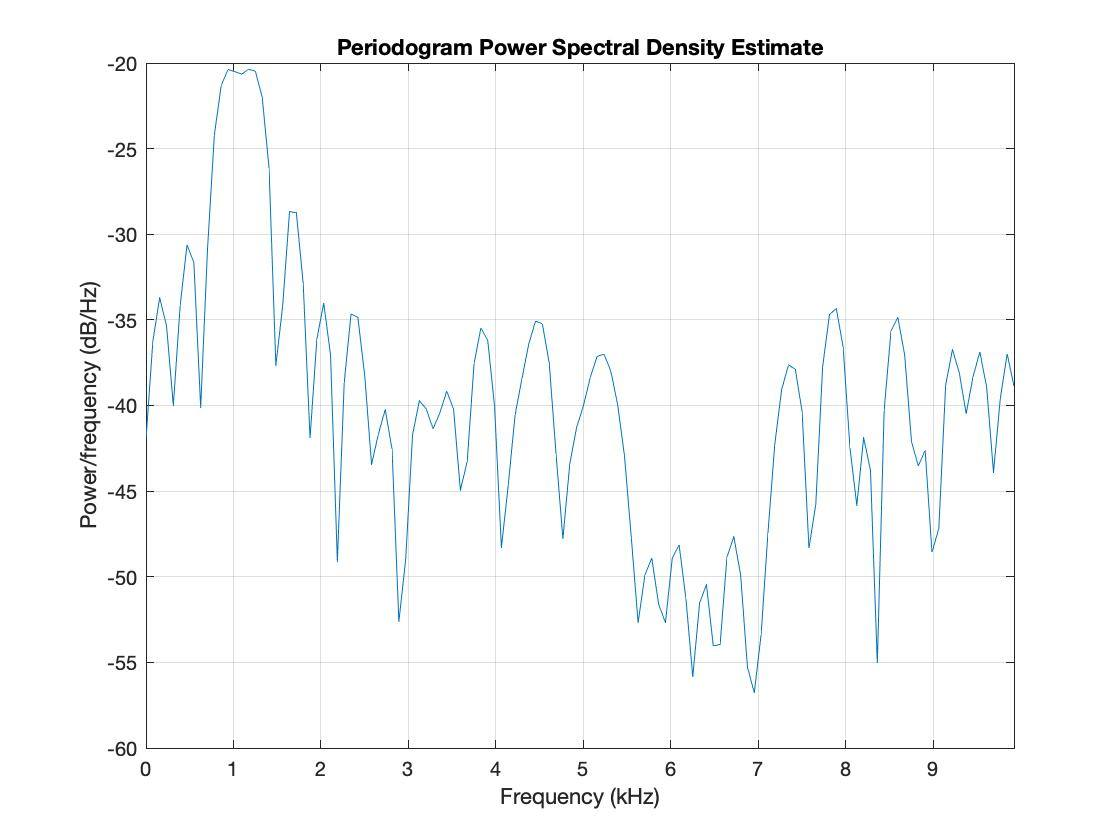 Periodogram Power Spectral Density Estimate
-20
-25
-30
-35
-40
-45
-50
-55
-60
Power/frequency (dB/Hz)
0 1 2 3 4 5 6 7 8 9
Frequency (kHz)